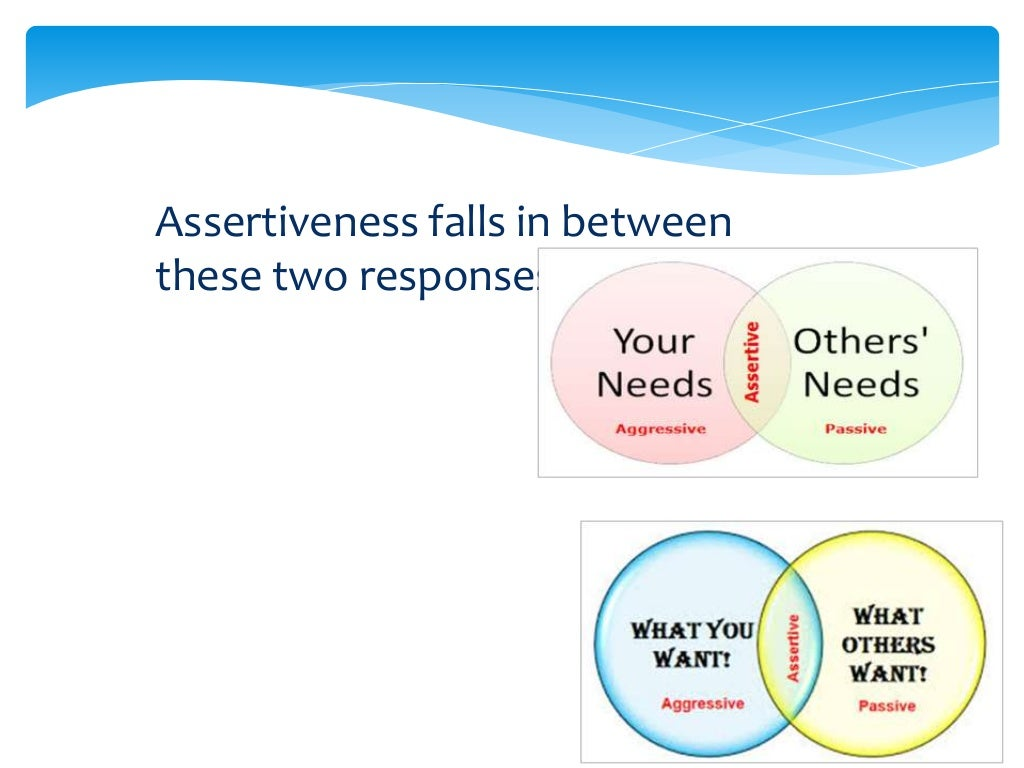 Assertiveness falls in between
these two responses
Your
Needs
Aggressive
Assertive
Others'
Needs
Passive
WHAT YOU
WANT!
Aggressive
Assertive
WHAT
OTHERS
WANT!
Passive